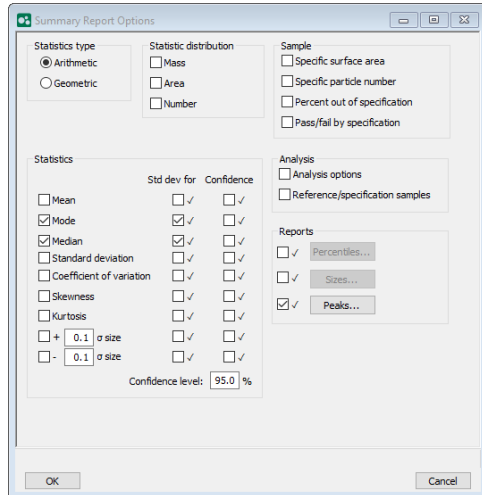 Summary Report Options
Statistics type
Arithmetic
Geometric
Statistic distribution
Mass
Area
Number
Sample
Specific surface area
Specific particle number
Percent out of specification
Pass/fail by specification
Statistics
Std dev for Confidence
Mean
Mode
Median
Standard deviation
Coefficient of variation
Skewness
Kurtosis
+ 0.1 σ size
- 0.1 σ size
Confidence level: 95.0 %
Analysis
Analysis options
Reference/specification samples
Reports
Percentiles...
Sizes...
Peaks...
OK Cancel